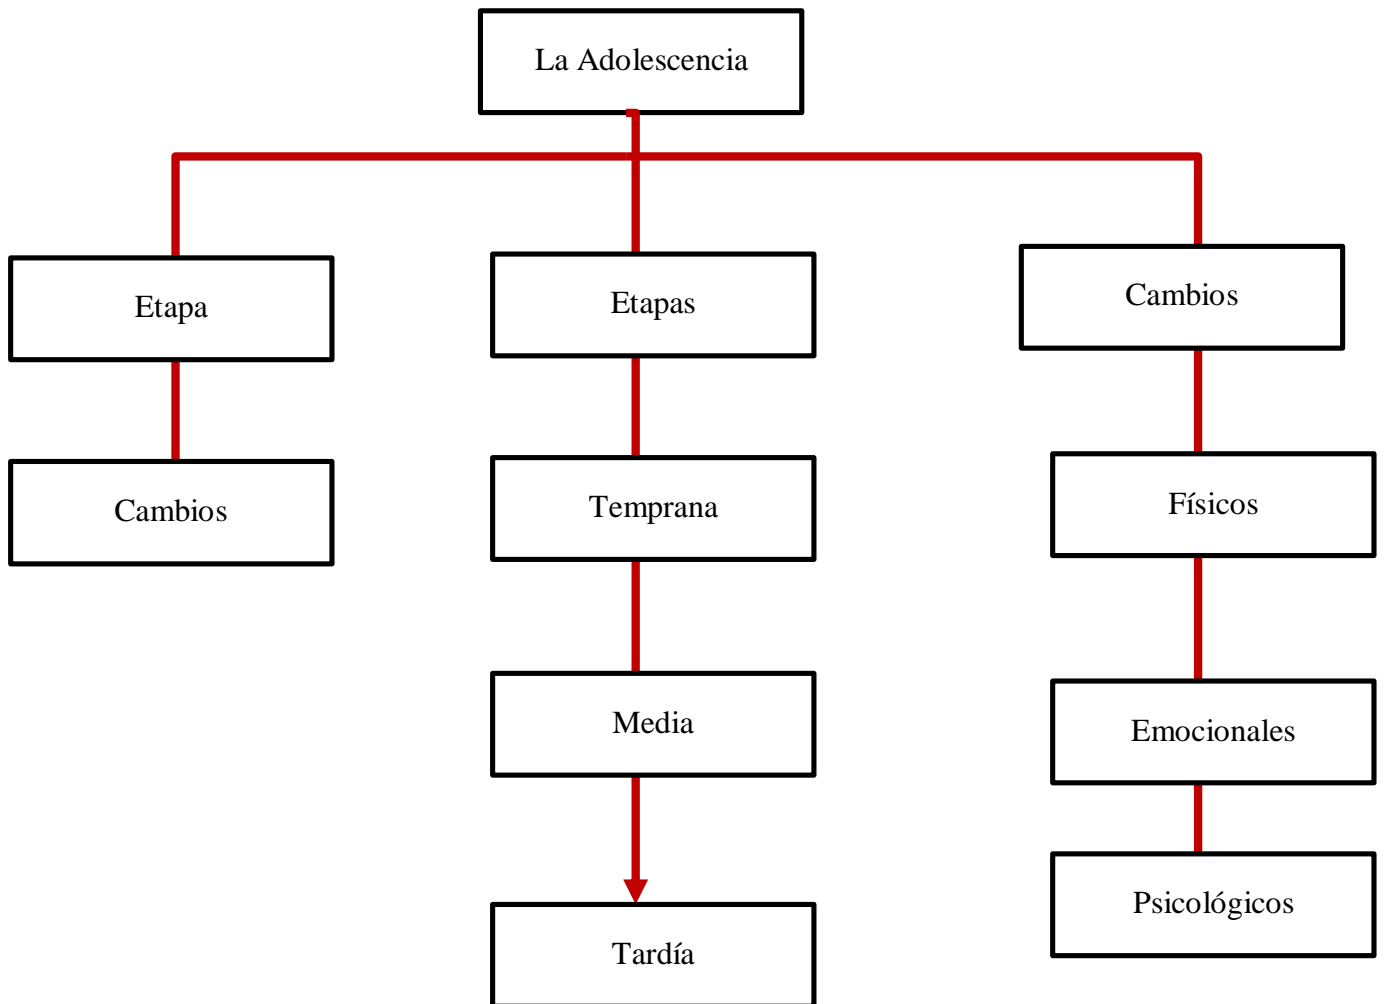 La Adolescencia
Etapa
Etapas
Cambios
Cambios
Temprana
Físicos
Media
Emocionales
Tardía
Psicológicos